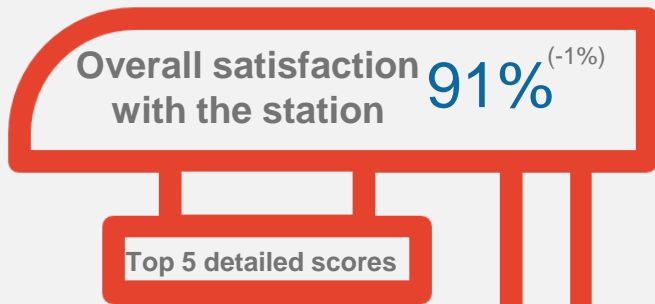 Overall satisfaction
with the station
91% (-1%)
Top 5 detailed scores